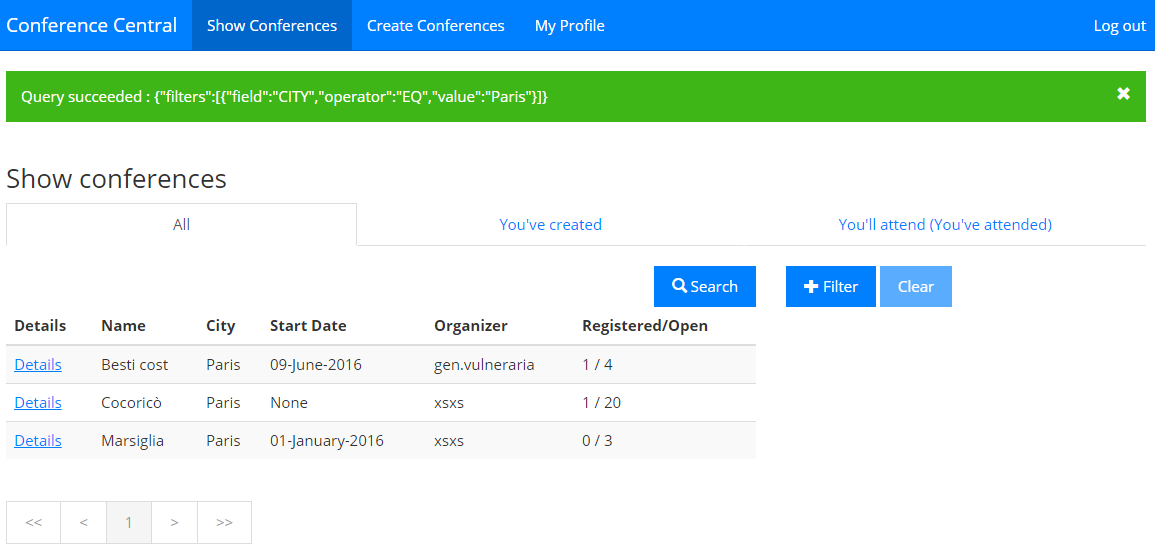 Conference Central Show Conferences Create Conferences My Profile Log out
Query succeeded : {"filters":[{"field":"CITY","operator":"EQ","value":"Paris"}]} ✖
Show conferences
All You've created You'll attend (You've attended)
Search + Filter Clear
Details Name City Start Date Organizer Registered/Open
Details Besti cost Paris 09-June-2016 gen.vulneraria 1 / 4
Details Cocoricò Paris None xsxs 1 / 20
Details Marsiglia Paris 01-January-2016 xsxs 0 / 3
<< < 1 > >>